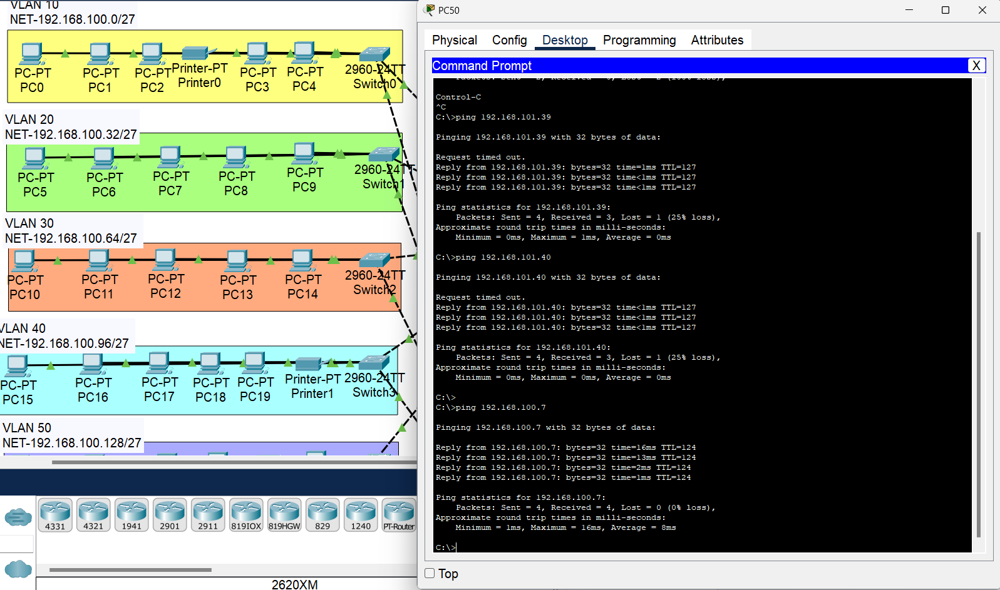 VLAN 10
NET-192.168.100.0/27
PC-PT
PC0
PC-PT
PC1
PC-PT
PC2
Printer-PT
Printer0
PC-PT
PC3
PC-PT
PC4
2960-24TT
Switch0
VLAN 20
NET-192.168.100.32/27
PC-PT
PC5
PC-PT
PC6
PC-PT
PC7
PC-PT
PC8
PC-PT
PC9
2960-24TT
Switch1
VLAN 30
NET-192.168.100.64/27
PC-PT
PC10
PC-PT
PC11
PC-PT
PC12
PC-PT
PC13
PC-PT
PC14
2960-24TT
Switch2
VLAN 40
NET-192.168.100.96/27
PC-PT
PC15
PC-PT
PC16
PC-PT
PC17
PC-PT
PC18
PC-PT
PC19
Printer-PT
Printer1
2960-24TT
Switch3
VLAN 50
NET-192.168.100.128/27
4331
4321
1941
2901
2911
819IOX
819HGW
829
1240
PT-Router
2620XM
PC50
Physical Config Desktop Programming Attributes
Command Prompt
X
Control-C
^C
C:\>ping 192.168.101.39
Pinging 192.168.101.39 with 32 bytes of data:
Request timed out.
Reply from 192.168.101.39: bytes=32 time=1ms TTL=127
Reply from 192.168.101.39: bytes=32 time<1ms TTL=127
Reply from 192.168.101.39: bytes=32 time<1ms TTL=127
Ping statistics for 192.168.101.39:
Packets: Sent = 4, Received = 3, Lost = 1 (25% loss),
Approximate round trip times in milli-seconds:
Minimum = 0ms, Maximum = 1ms, Average = 0ms
C:\>ping 192.168.101.40
Pinging 192.168.101.40 with 32 bytes of data:
Request timed out.
Reply from 192.168.101.40: bytes=32 time<1ms TTL=127
Reply from 192.168.101.40: bytes=32 time<1ms TTL=127
Reply from 192.168.101.40: bytes=32 time<1ms TTL=127
Ping statistics for 192.168.101.40:
Packets: Sent = 4, Received = 3, Lost = 1 (25% loss),
Approximate round trip times in milli-seconds:
Minimum = 0ms, Maximum = 0ms, Average = 0ms
C:\>
C:\>ping 192.168.100.7
Pinging 192.168.100.7 with 32 bytes of data:
Reply from 192.168.100.7: bytes=32 time=16ms TTL=124
Reply from 192.168.100.7: bytes=32 time=13ms TTL=124
Reply from 192.168.100.7: bytes=32 time=2ms TTL=124
Reply from 192.168.100.7: bytes=32 time=1ms TTL=124
Ping statistics for 192.168.100.7:
Packets: Sent = 4, Received = 4, Lost = 0 (0% loss),
Approximate round trip times in milli-seconds:
Minimum = 1ms, Maximum = 16ms, Average = 8ms
C:\>
Top